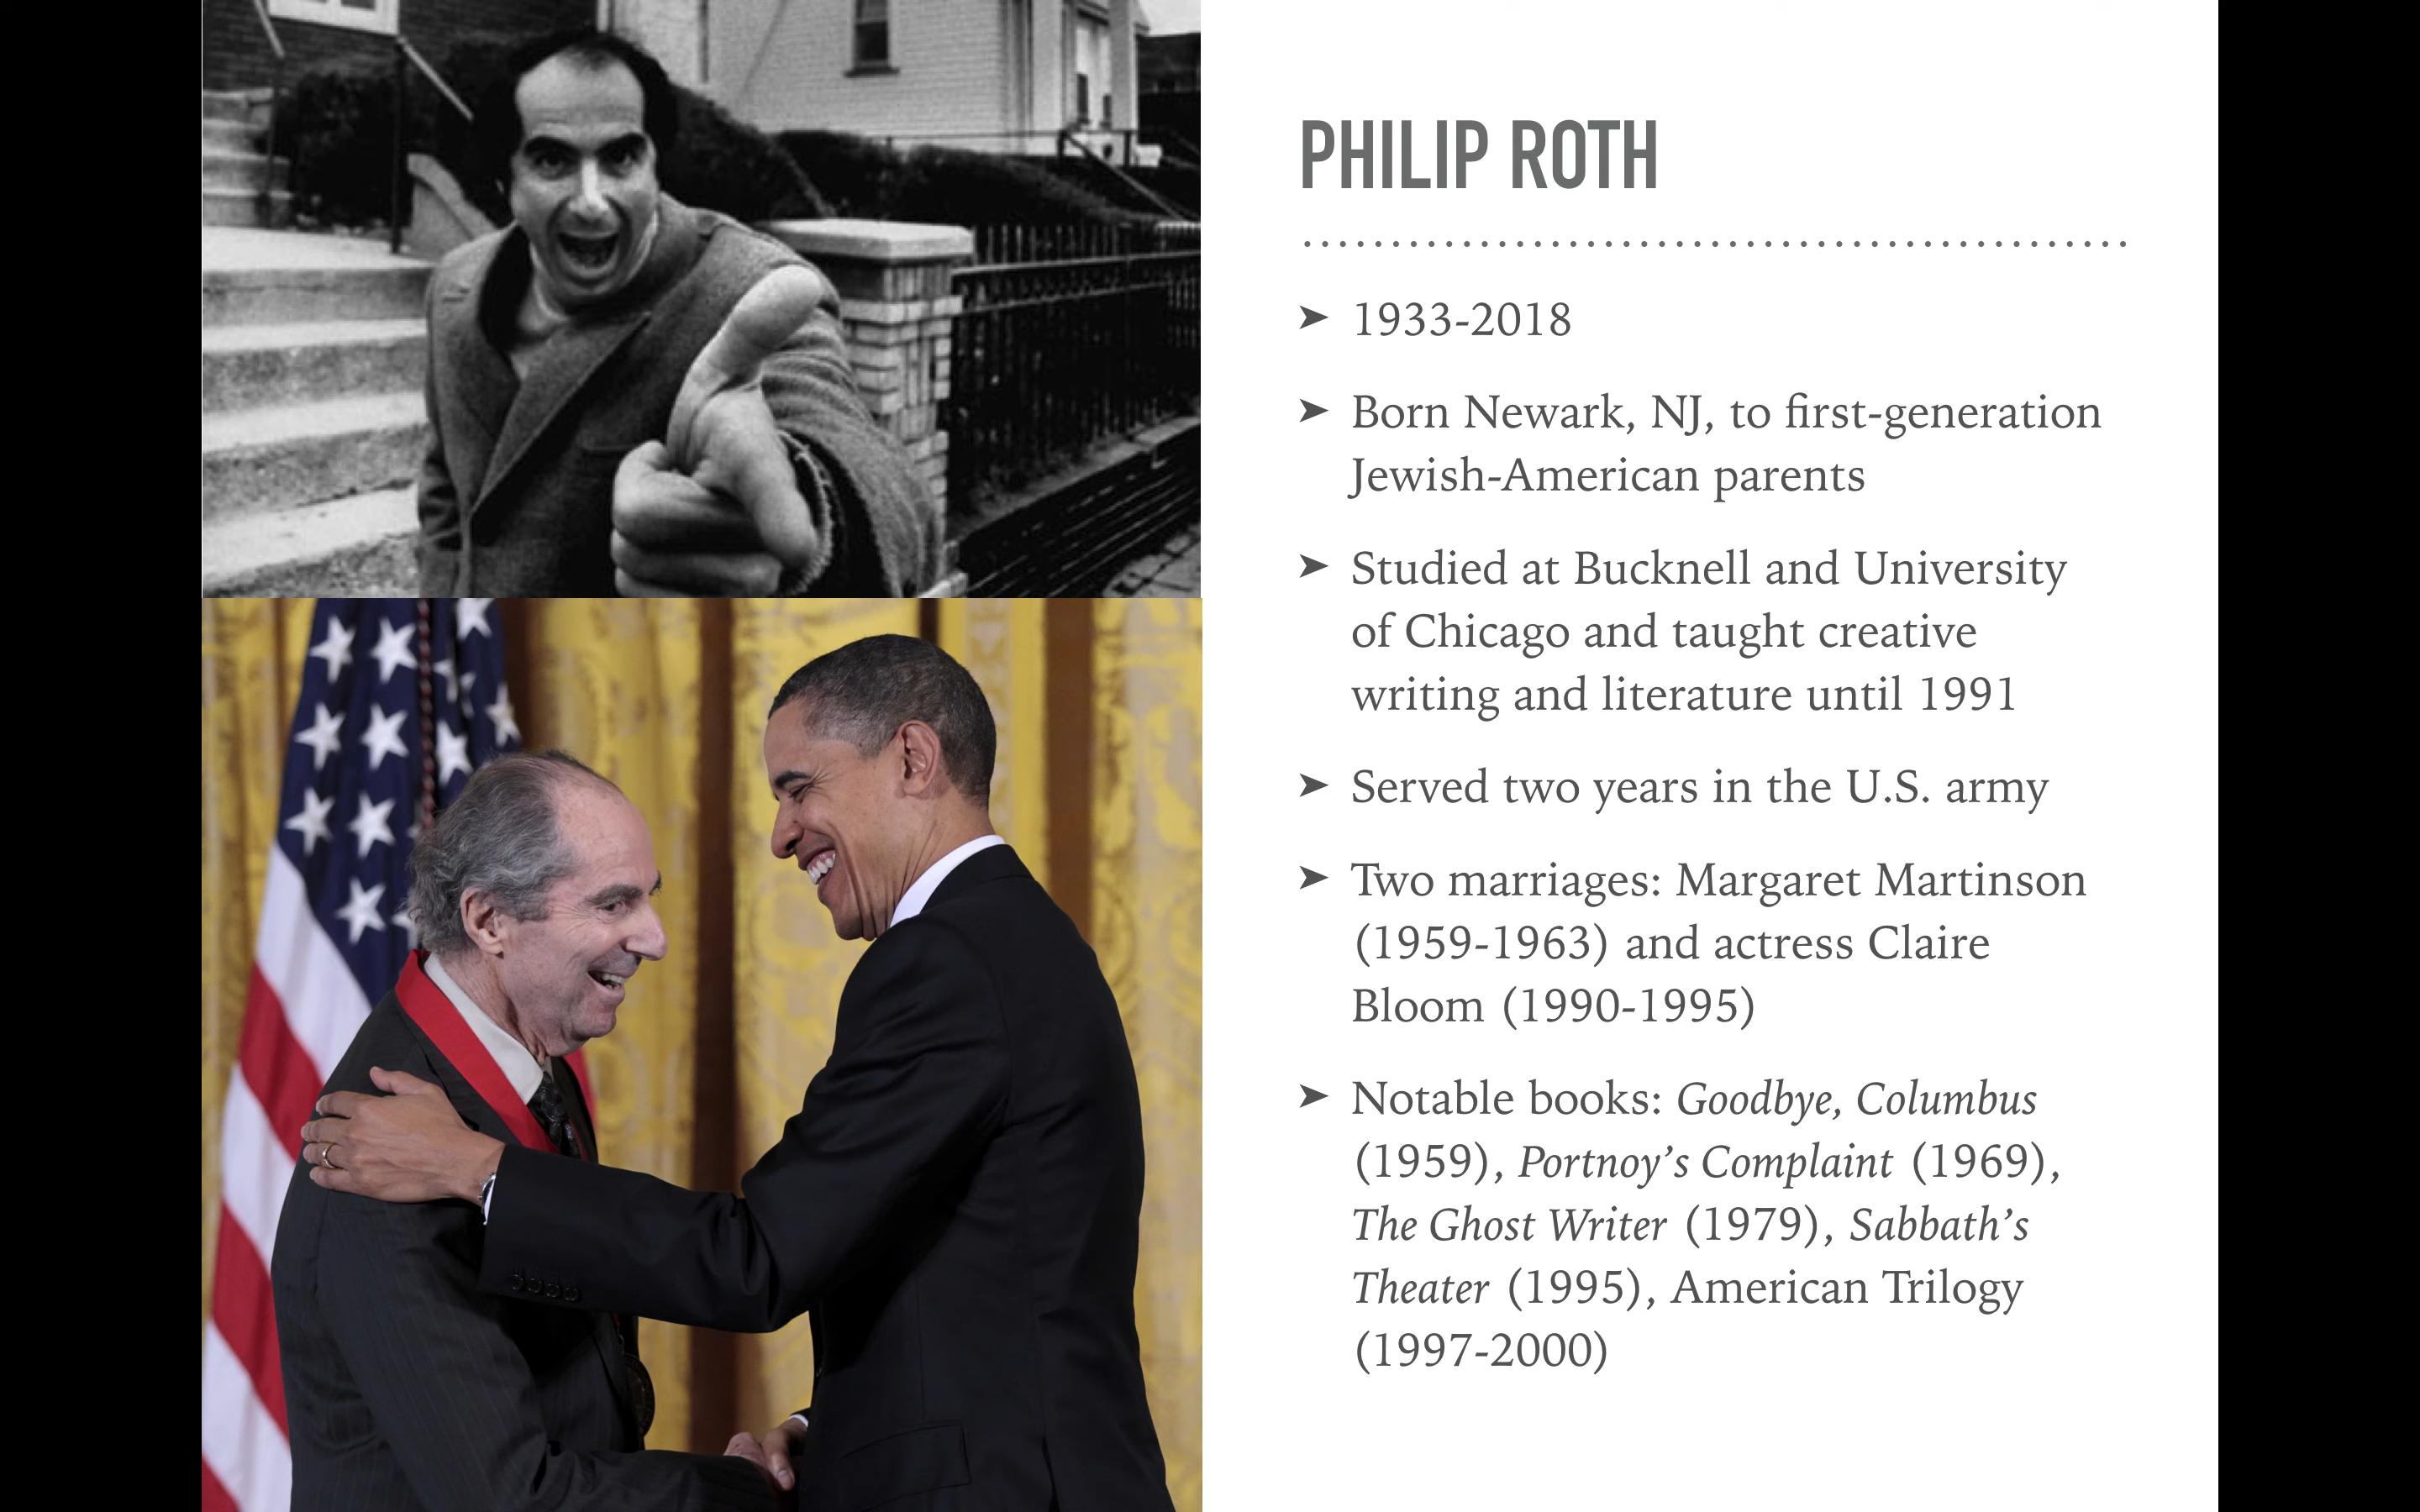 PHILIP ROTH
➤ 1933-2018
➤ Born Newark, NJ, to first-generation
Jewish-American parents
➤ Studied at Bucknell and University
of Chicago and taught creative
writing and literature until 1991
➤ Served two years in the U.S. army
➤ Two marriages: Margaret Martinson
(1959-1963) and actress Claire
Bloom (1990-1995)
➤ Notable books: Goodbye, Columbus
(1959), Portnoy’s Complaint (1969),
The Ghost Writer (1979), Sabbath’s
Theater (1995), American Trilogy
(1997-2000)